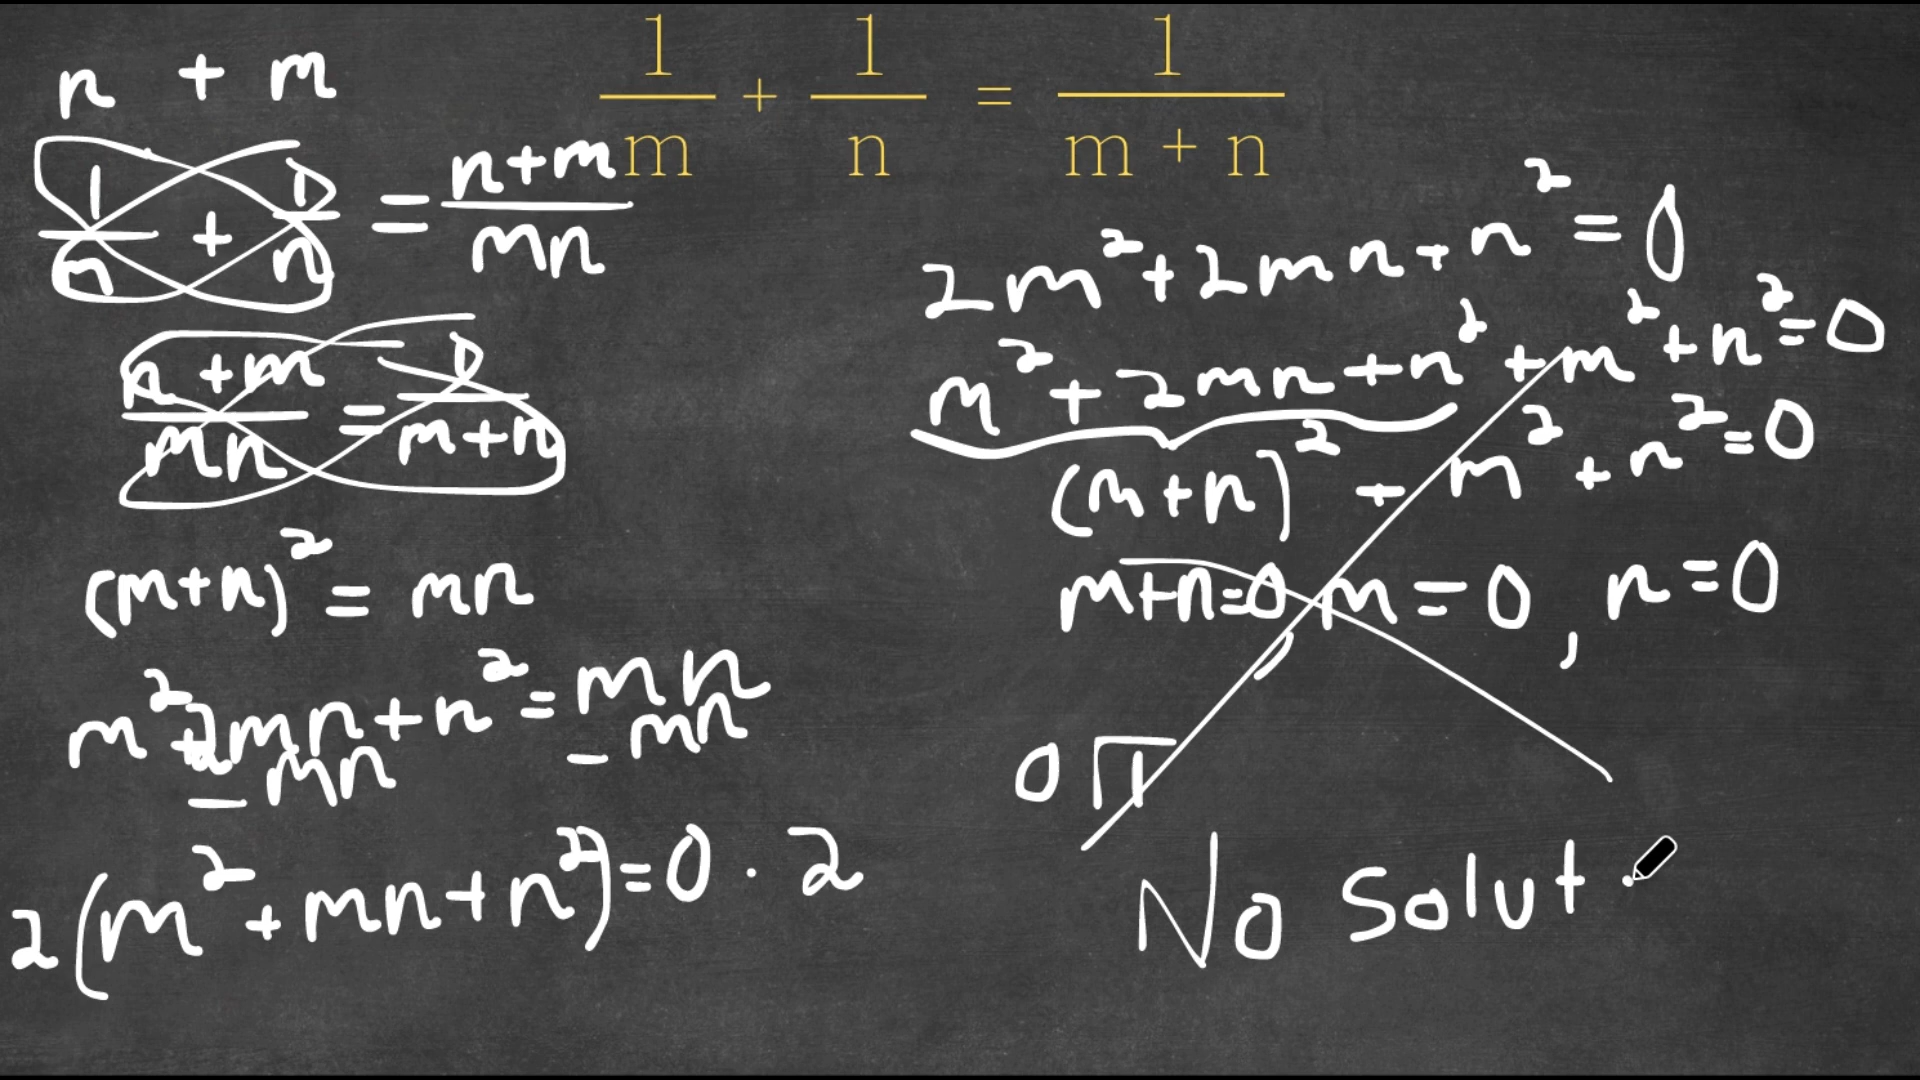 1/m + 1/n = 1/(m + n)
n + m
1/m + 1/n = (n+m)/(mn)
(n+m)/(mn) = 1/(m+n)
(m+n)² = mn
m²+2mn+n² = mn
- mn - mn
2(m²+mn+n²)=0·2
2m²+2mn+n²=0
m²+2mn+n²+m²+n²=0
(m+n)²+m²+n²=0
m+n=0, m=0, n=0
No Solut